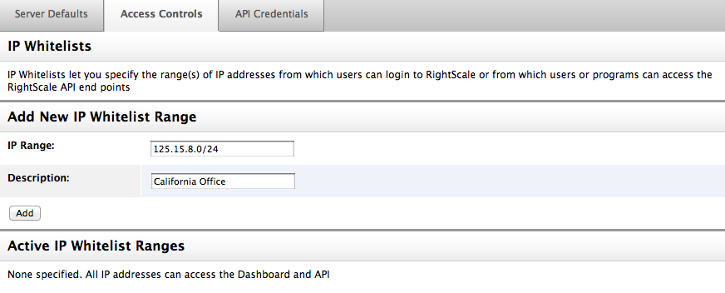 Server Defaults Access Controls API Credentials
IP Whitelists
IP Whitelists let you specify the range(s) of IP addresses from which users can login to RightScale or from which users or programs can access the
RightScale API end points
Add New IP Whitelist Range
IP Range: 125.15.8.0/24
Description: California Office
Add
Active IP Whitelist Ranges
None specified. All IP addresses can access the Dashboard and API